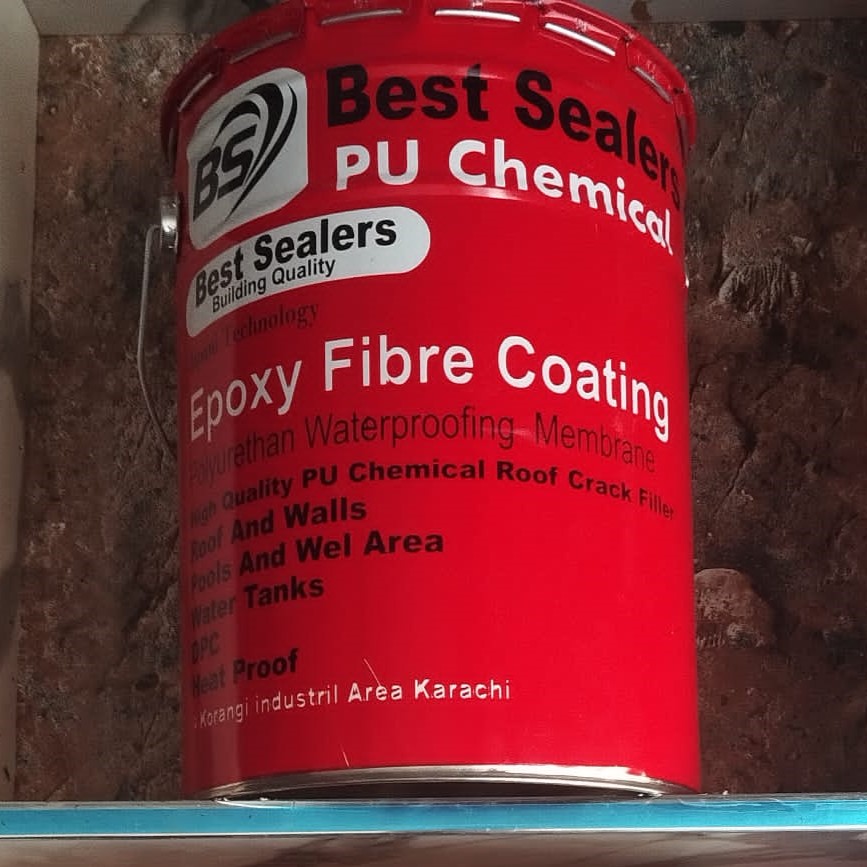 Best Sealers
PU Chemical
BS
Best Sealers
Building Quality
Technology
Epoxy Fibre Coating
Polyurethan Waterproofing Membrane
High Quality PU Chemical Roof Crack Filler
Roof And Walls
Pools And Wel Area
Water Tanks
DPC
Heat Proof
Korangi industril Area Karachi